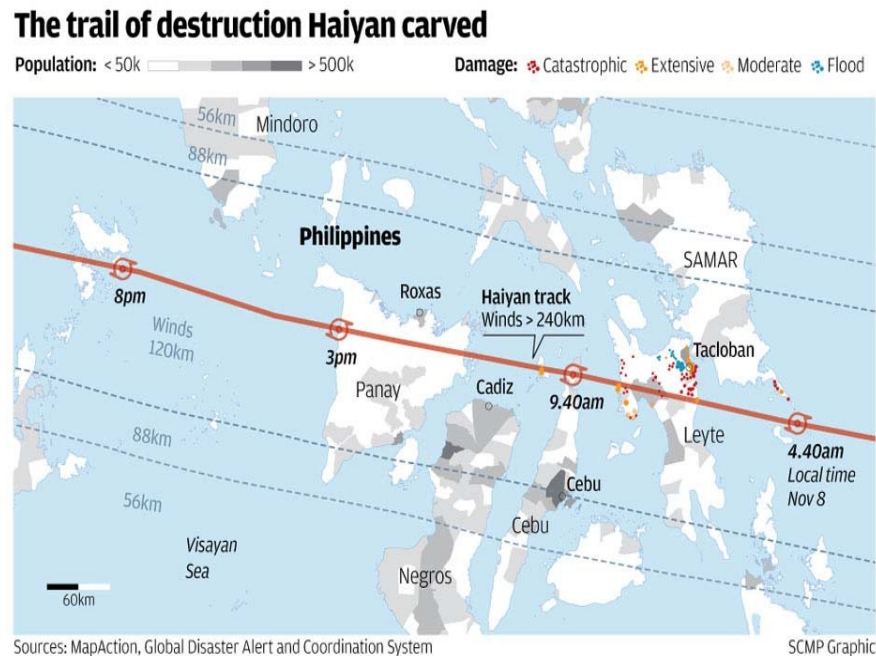 The trail of destruction Haiyan carved
Population: < 50k > 500k
Damage: Catastrophic Extensive Moderate Flood
56km
Mindoro
88km
Philippines
SAMAR
8pm
Roxas
Haiyan track
Winds > 240km
Winds
120km
3pm
Tacloban
Panay
Cadiz
9.40am
Leyte
4.40am
Local time
Nov 8
88km
Cebu
56km
Cebu
Visayan
Sea
Negros
60km
Sources: MapAction, Global Disaster Alert and Coordination System
SCMP Graphic